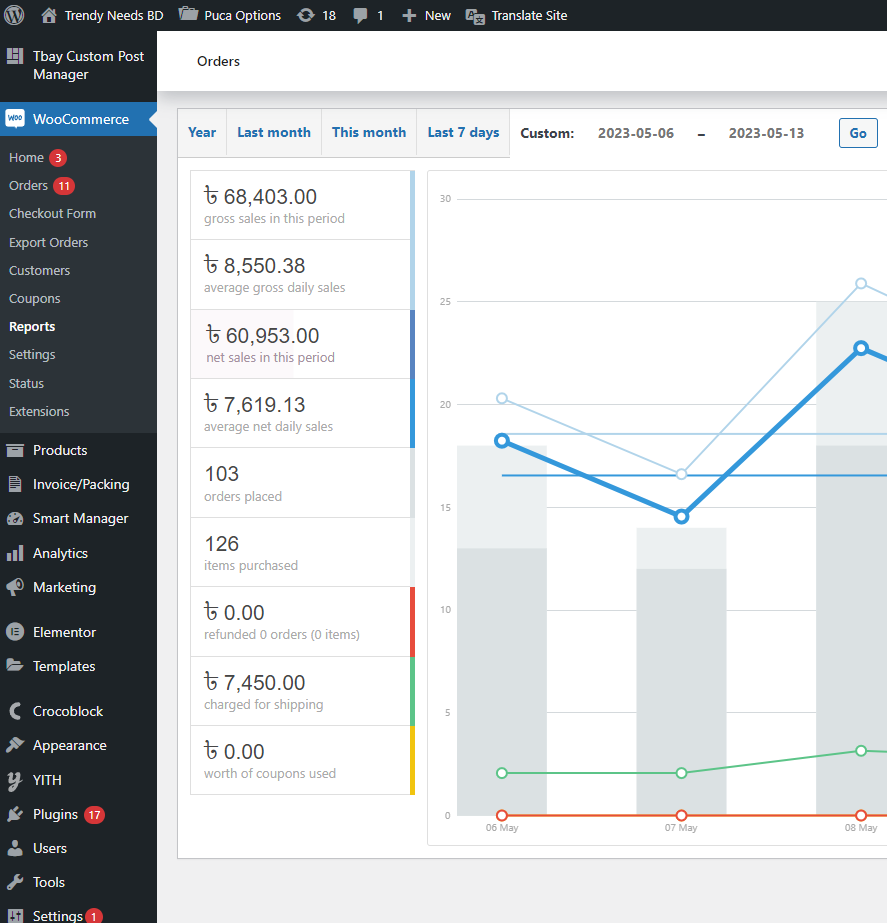 Trendy Needs BD
Puca Options
18
1
New
Translate Site
Tbay Custom Post
Manager
WOO
WooCommerce
Home 3
Orders 11
Checkout Form
Export Orders
Customers
Coupons
Reports
Settings
Status
Extensions
Products
Invoice/Packing
Smart Manager
Analytics
Marketing
Elementor
Templates
Crocoblock
Appearance
YITH
Plugins 17
Users
Tools
Settings 1
Orders
Year
Last month
This month
Last 7 days
Custom:
2023-05-06
–
2023-05-13
Go
৳ 68,403.00
gross sales in this period
৳ 8,550.38
average gross daily sales
৳ 60,953.00
net sales in this period
৳ 7,619.13
average net daily sales
103
orders placed
126
items purchased
৳ 0.00
refunded 0 orders (0 items)
৳ 7,450.00
charged for shipping
৳ 0.00
worth of coupons used
30
25
20
15
10
5
0
06 May
07 May
08 May